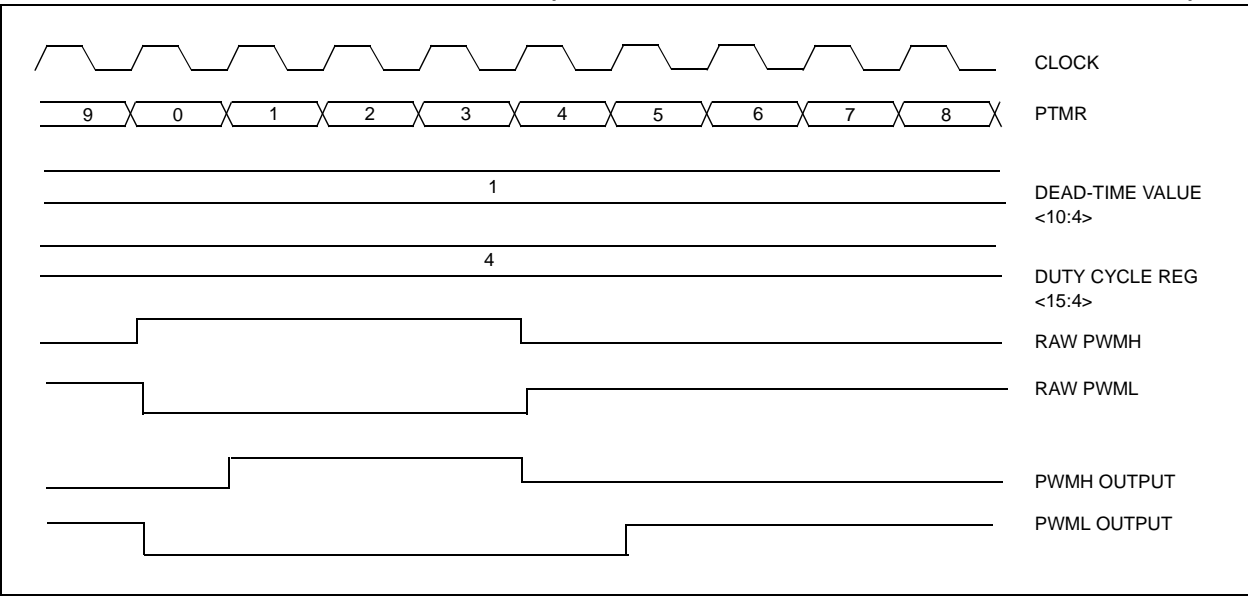 CLOCK
9 0 1 2 3 4 5 6 7 8
PTMR
1
DEAD-TIME VALUE
<10:4>
4
DUTY CYCLE REG
<15:4>
RAW PWMH
RAW PWML
PWMH OUTPUT
PWML OUTPUT